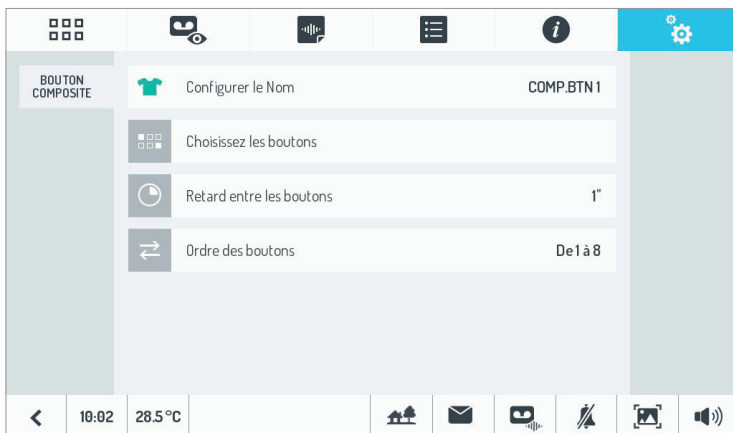 BOUTON
COMPOSITE
Configurer le Nom COMP.BTN 1
Choisissez les boutons
Retard entre les boutons 1"
Ordre des boutons De 1 à 8
10:02 28.5 °C